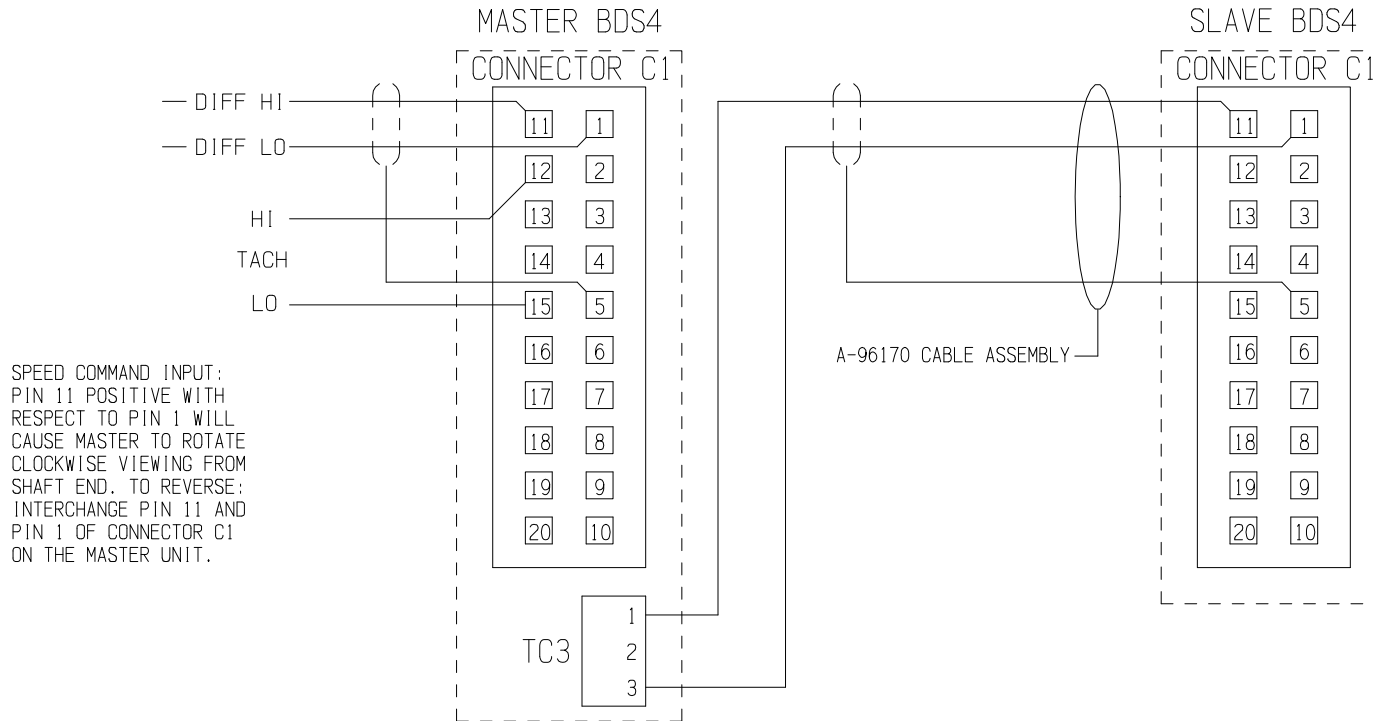 MASTER BDS4
SLAVE BDS4
CONNECTOR C1
CONNECTOR C1
DIFF HI
DIFF LO
HI
TACH
LO
11 1
12 2
13 3
14 4
15 5
16 6
17 7
18 8
19 9
20 10
11 1
12 2
13 3
14 4
15 5
16 6
17 7
18 8
19 9
20 10
A-96170 CABLE ASSEMBLY
SPEED COMMAND INPUT:
PIN 11 POSITIVE WITH
RESPECT TO PIN 1 WILL
CAUSE MASTER TO ROTATE
CLOCKWISE VIEWING FROM
SHAFT END. TO REVERSE:
INTERCHANGE PIN 11 AND
PIN 1 OF CONNECTOR C1
ON THE MASTER UNIT.
TC3
1
2
3